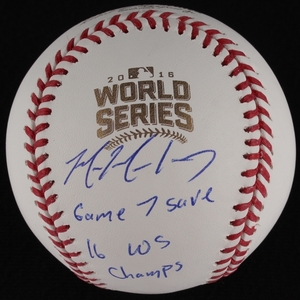 2016
WORLD
SERIES
Game 7 save
16 WS
Champs